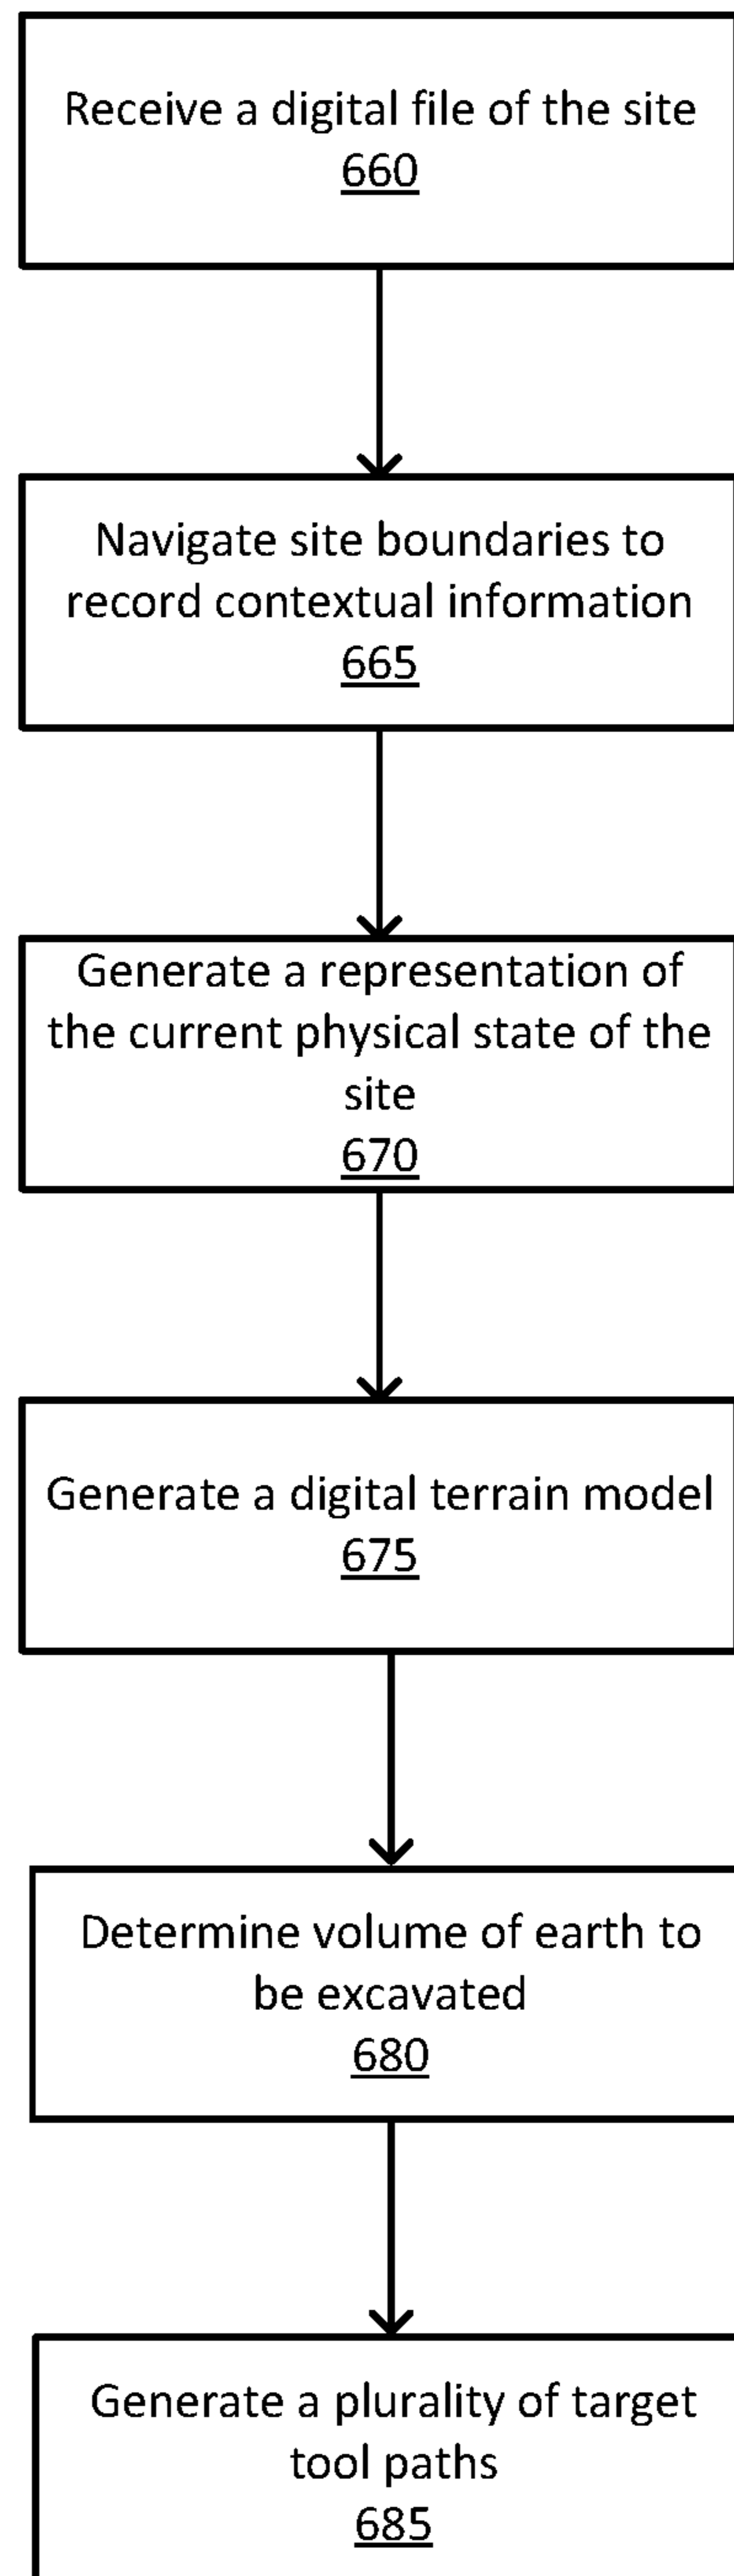 Receive a digital file of the site
660
Navigate site boundaries to
record contextual information
665
Generate a representation of
the current physical state of the
site
670
Generate a digital terrain model
675
Determine volume of earth to
be excavated
680
Generate a plurality of target
tool paths
685